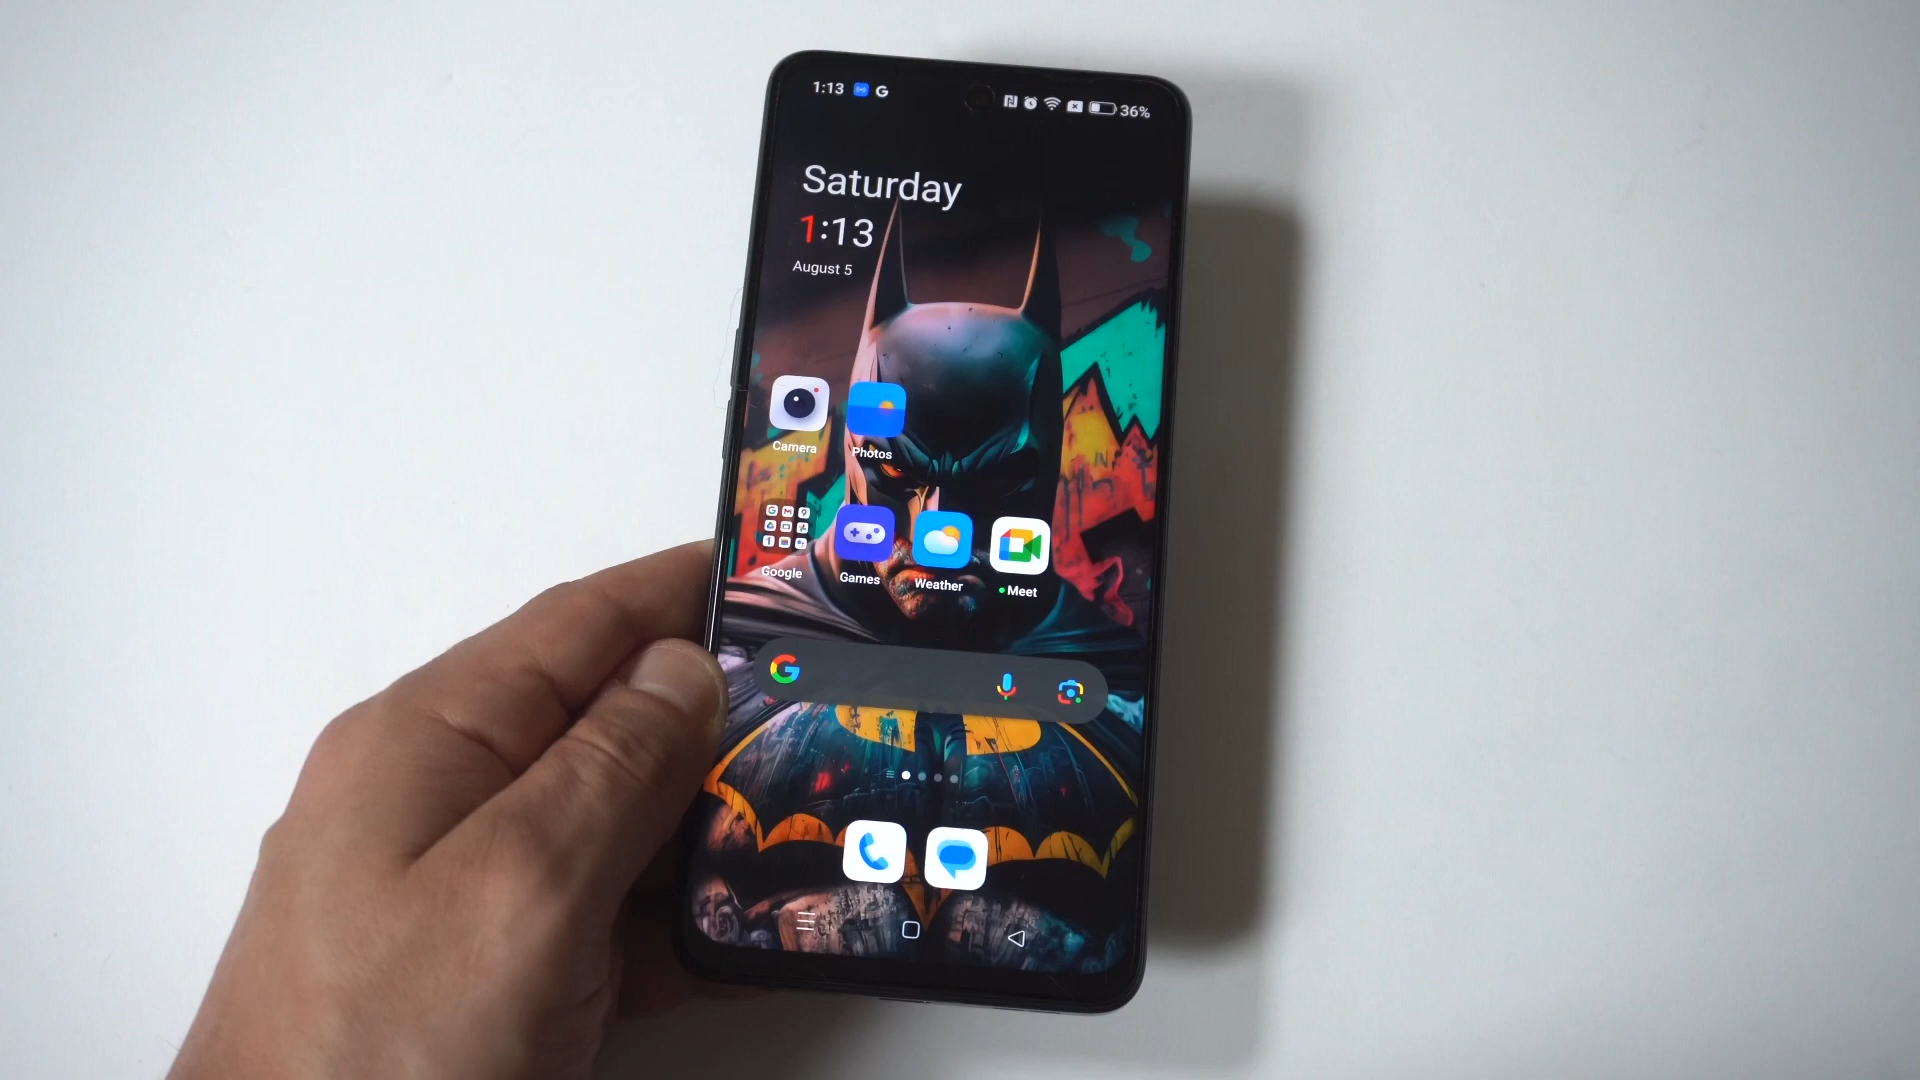 1:13 G
36%
Saturday
1:13
August 5
Camera
Photos
Google
Games
Weather
Meet
G